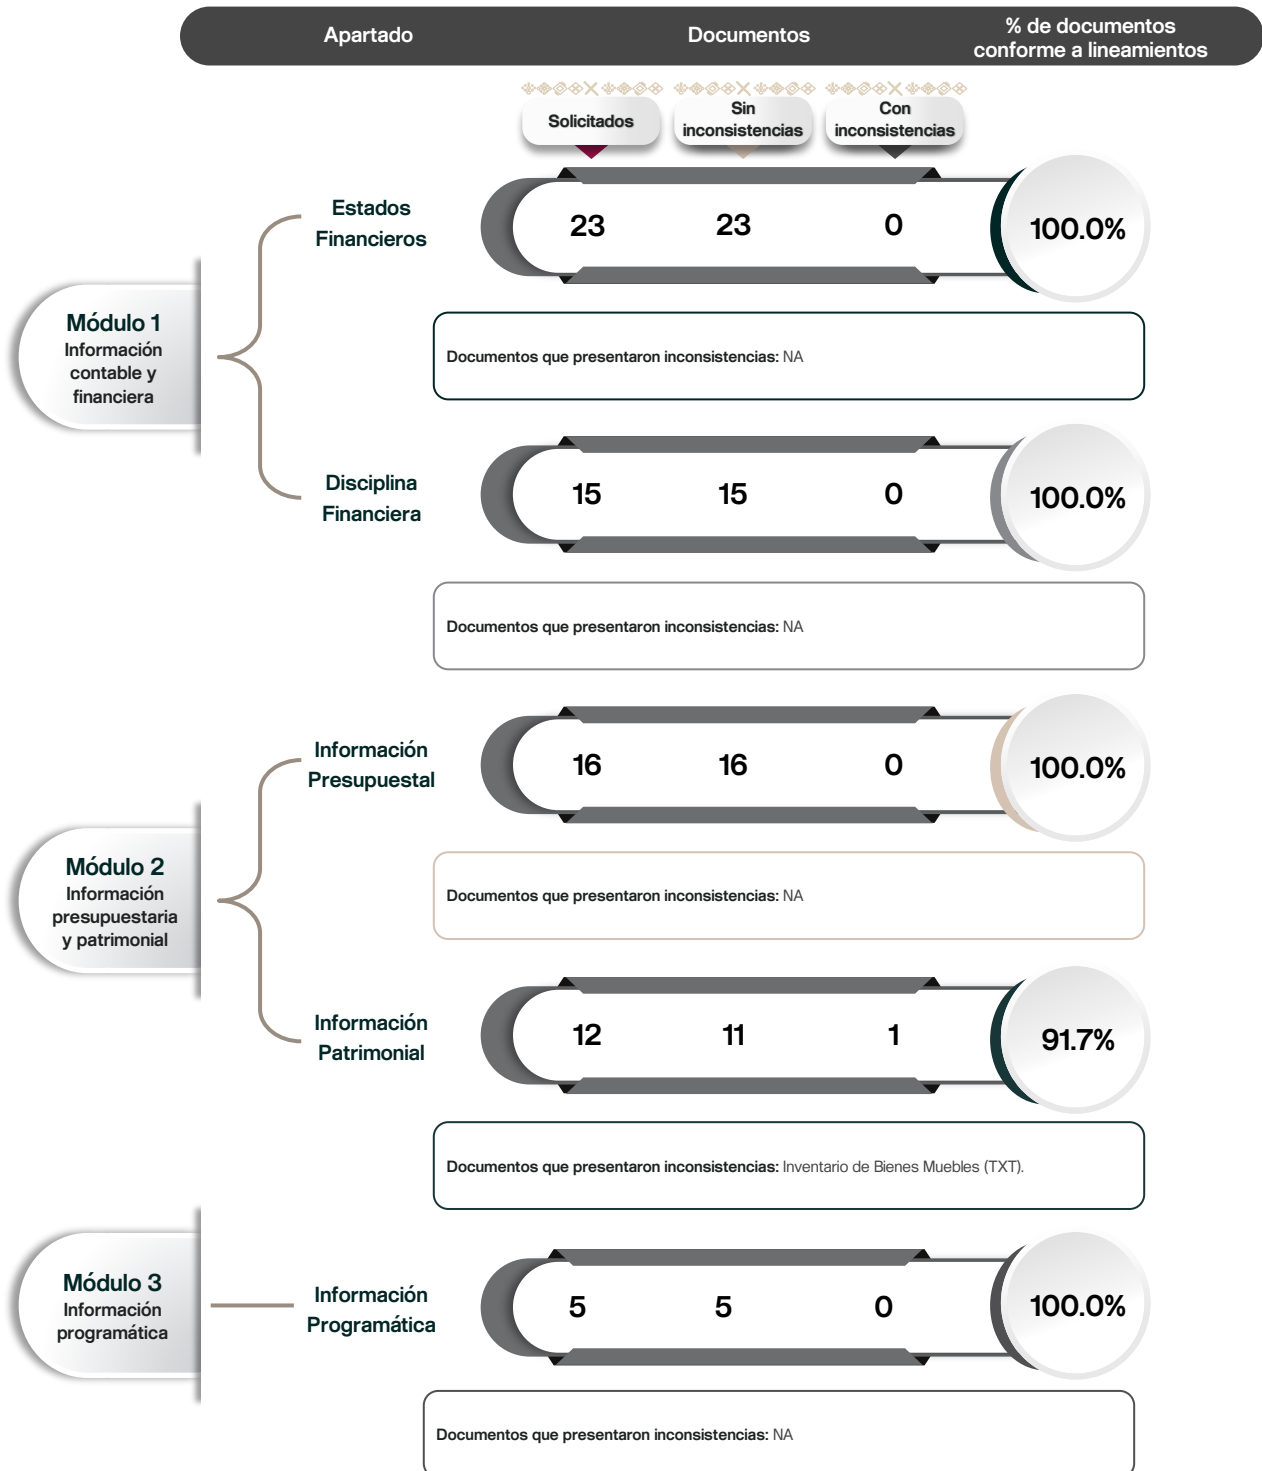 Apartado
Documentos
% de documentos
conforme a lineamientos
Solicitados
Sin
inconsistencias
Con
inconsistencias
Módulo 1
Información
contable y
financiera
Estados
Financieros
23 23 0 100.0%
Documentos que presentaron inconsistencias: NA
Disciplina
Financiera
15 15 0 100.0%
Documentos que presentaron inconsistencias: NA
Módulo 2
Información
presupuestaria
y patrimonial
Información
Presupuestal
16 16 0 100.0%
Documentos que presentaron inconsistencias: NA
Información
Patrimonial
12 11 1 91.7%
Documentos que presentaron inconsistencias: Inventario de Bienes Muebles (TXT).
Módulo 3
Información
programática
Información
Programática
5 5 0 100.0%
Documentos que presentaron inconsistencias: NA